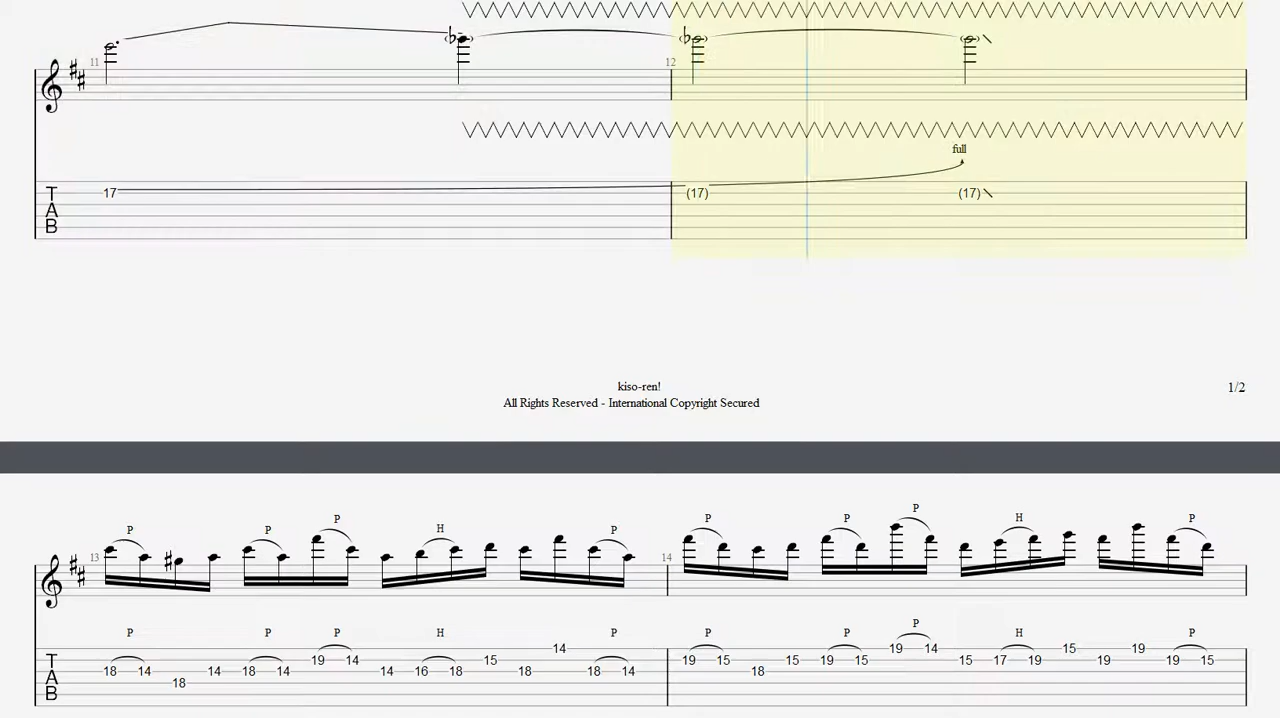 11
12
full
T
A
B
17
(17)
(17)
kiso-ren!
All Rights Reserved - International Copyright Secured
1/2
P P P H P P P P H P
13
14
P P P H P P P P H P
T
A
B
18 14 18 14 18 14 19 14 14 16 18 15 18 14 18 14 19 15 18 15 19 15 19 14 15 17 19 15 19 19 19 15